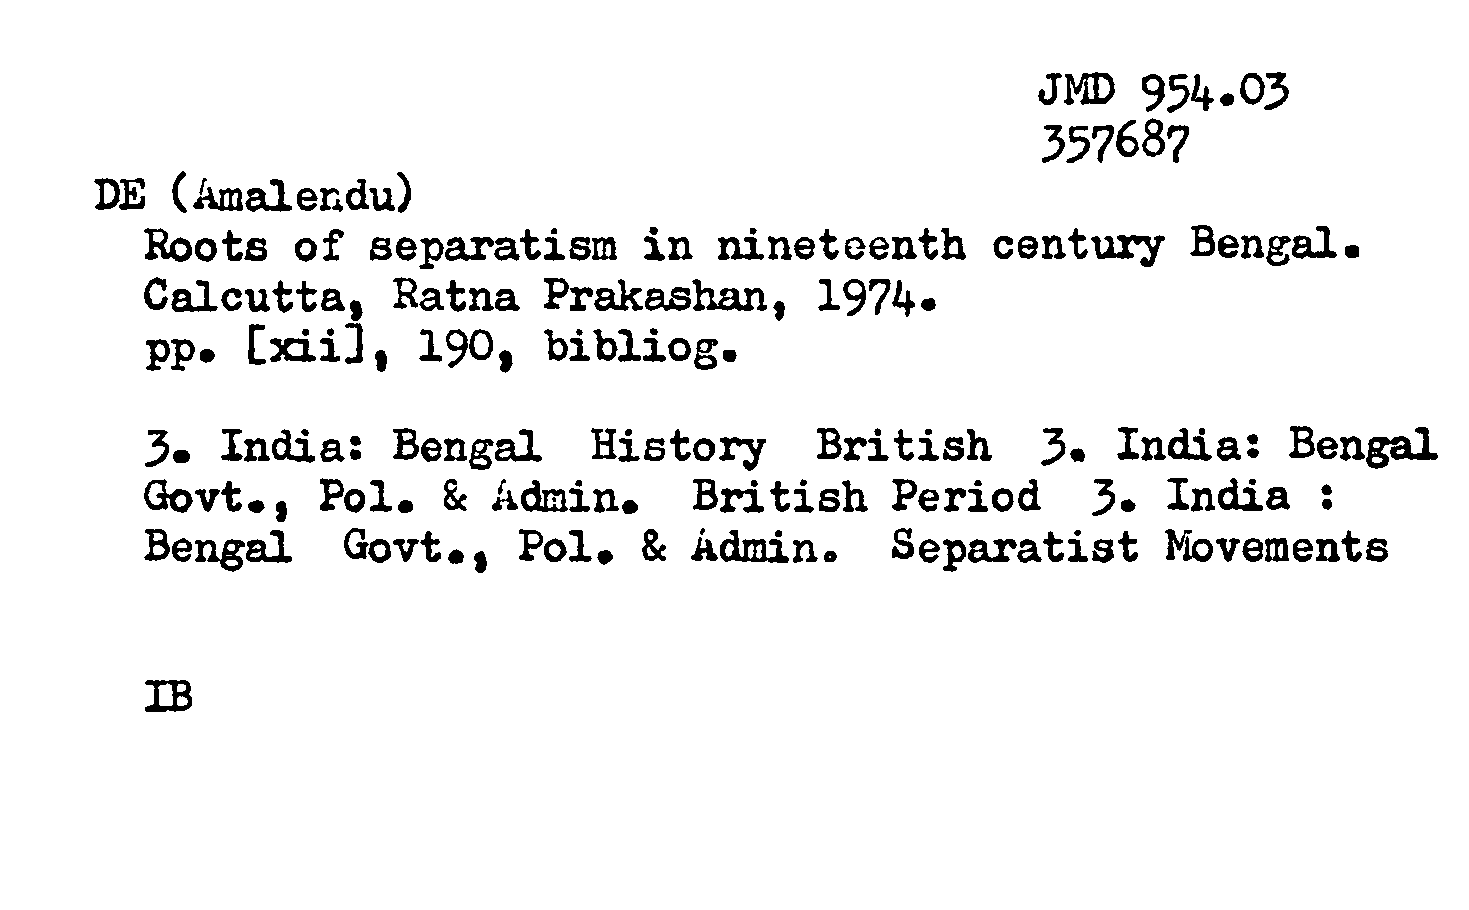 JMD 954.03
357687
DE (Amalendu)
Roots of separatism in nineteenth century Bengal.
Calcutta, Ratna Prakashan, 1974.
pp. [xii], 190, bibliog.
3. India: Bengal History British 3. India: Bengal
Govt., Pol. & Admin. British Period 3. India :
Bengal Govt., Pol. & Admin. Separatist Movements
IB